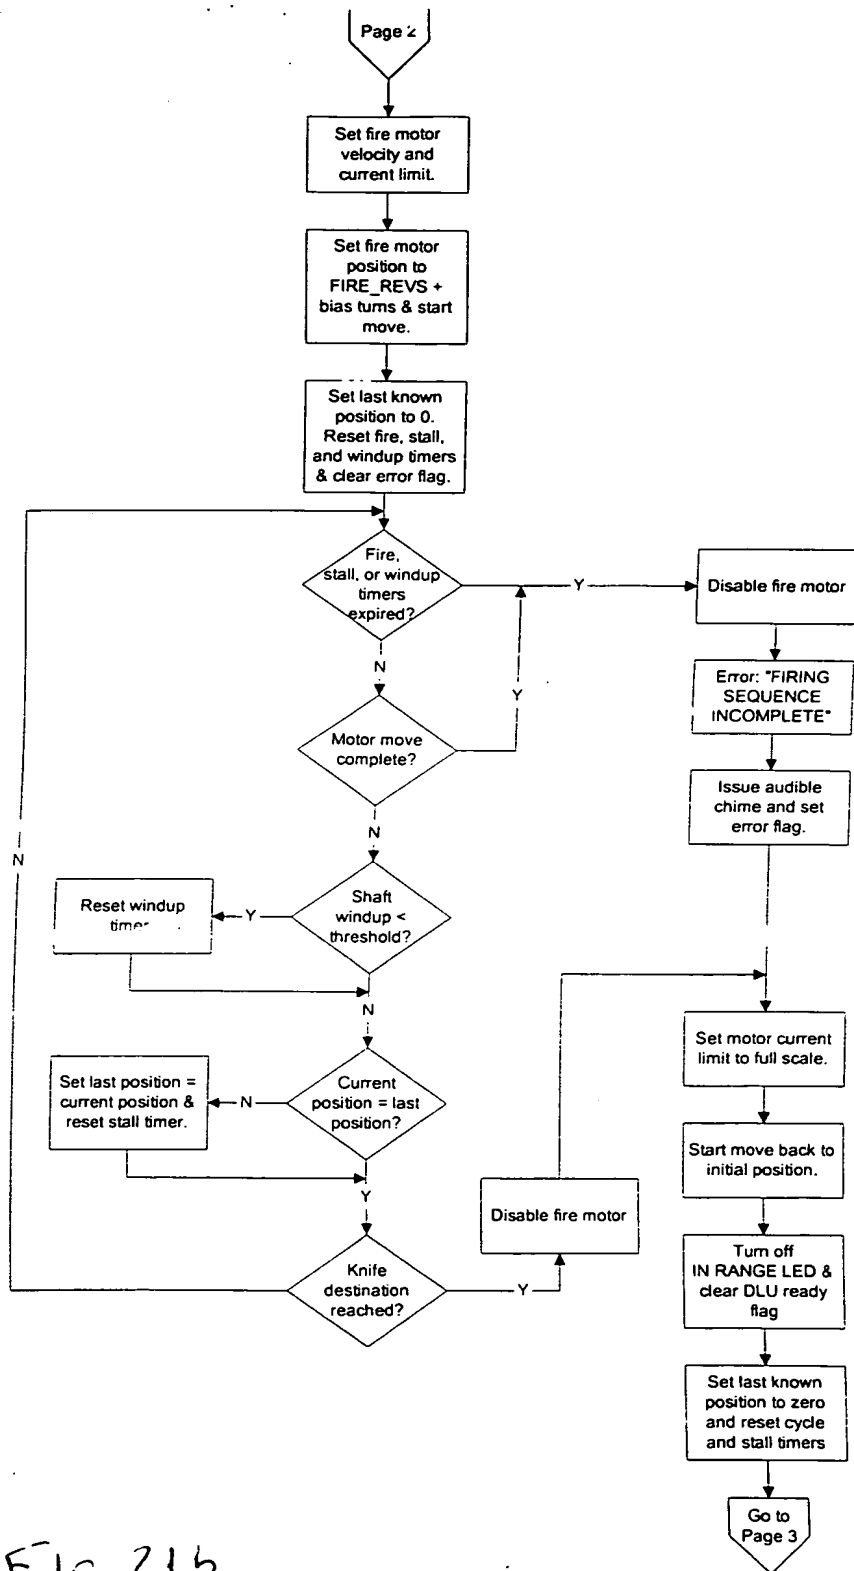 Page 2
Set fire motor
velocity and
current limit.
Set fire motor
position to
FIRE_REVS +
bias turns & start
move.
Set last known
position to 0.
Reset fire, stall,
and windup timers
& clear error flag.
Fire,
stall, or windup
timers
expired?
Y
Disable fire motor
N
Y
Error: "FIRING
SEQUENCE
INCOMPLETE"
Motor move
complete?
Issue audible
chime and set
error flag.
N
N
Shaft
windup <
threshold?
Y
Reset windup
timer
N
Set motor current
limit to full scale.
Current
position = last
position?
N
Set last position =
current position &
reset stall timer.
Y
Start move back to
initial position.
Disable fire motor
Knife
destination
reached?
Y
Turn off
IN RANGE LED &
clear DLU ready
flag
Set last known
position to zero
and reset cycle
and stall timers
Go to
Page 3
FIG 21b